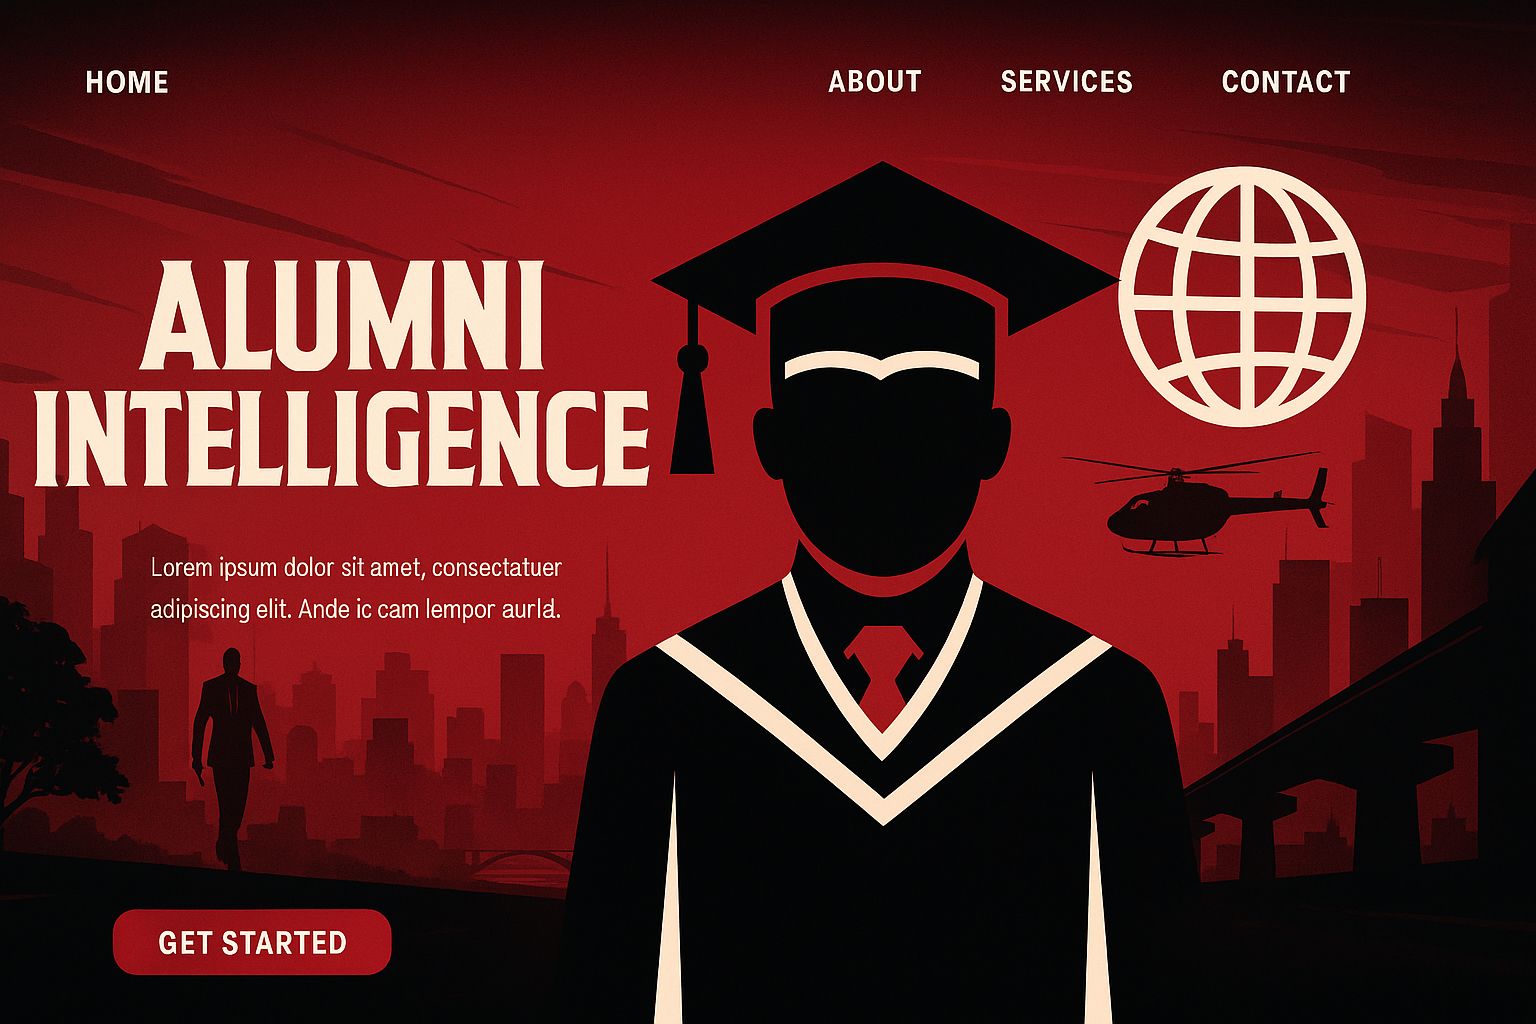 HOME
ABOUT
SERVICES
CONTACT
ALUMNI
INTELLIGENCE
Lorem ipsum dolor sit amet, consectatuer
adipiscing elit. Ande ic cam lempor aurld.
GET STARTED